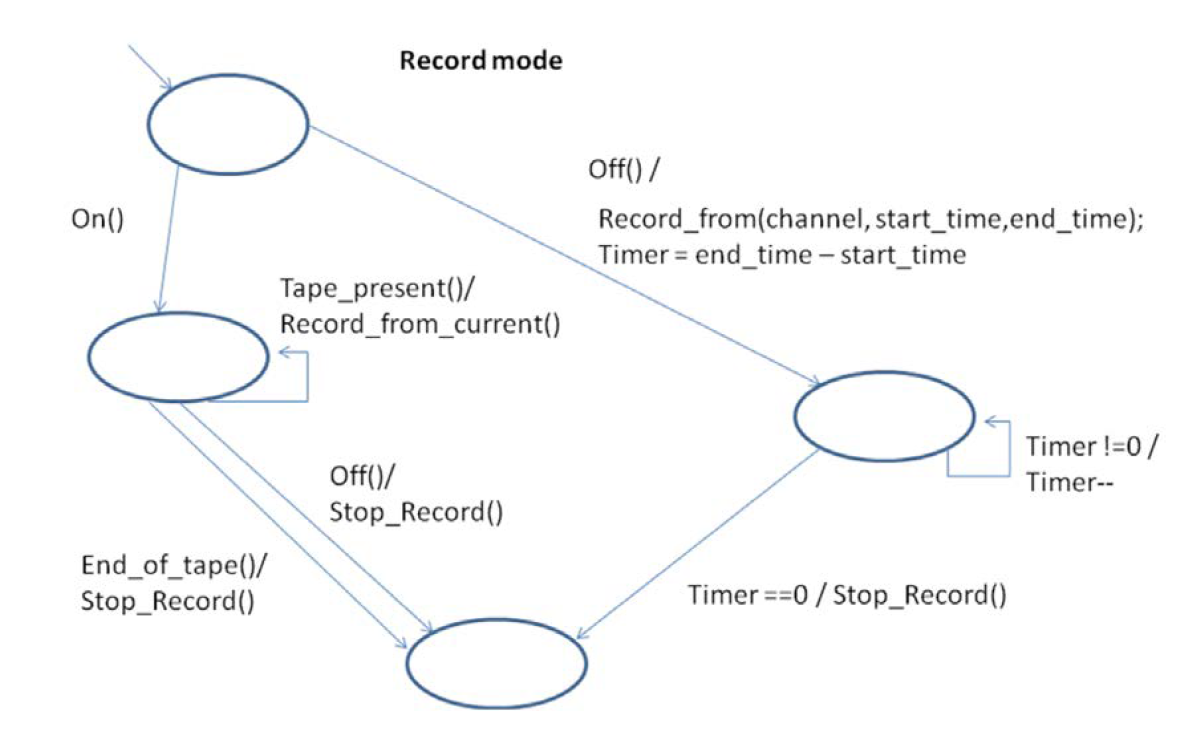 Record mode
Off() /
Record_from(channel, start_time,end_time);
Timer = end_time – start_time
On()
Tape_present()/
Record_from_current()
Timer !=0 /
Timer--
Off()/
Stop_Record()
End_of_tape()/
Stop_Record()
Timer ==0 / Stop_Record()